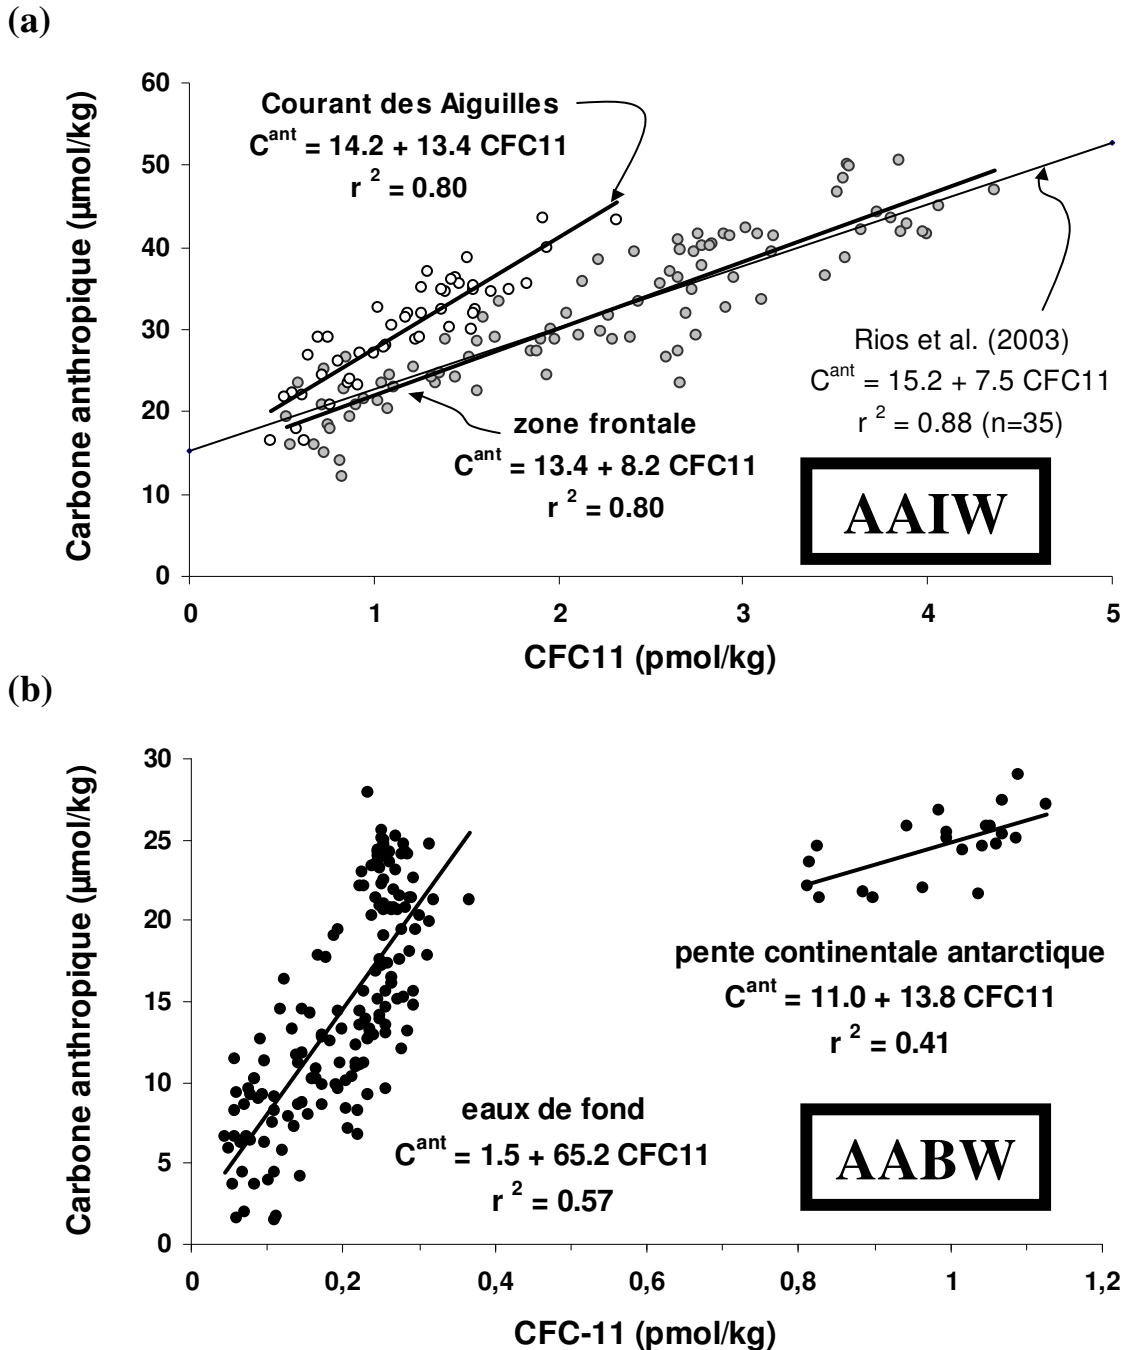 (a)
Carbone anthropique (µmol/kg)
60
50
40
30
20
10
0
Courant des Aiguilles
C^ant = 14.2 + 13.4 CFC11
r ² = 0.80
Rios et al. (2003)
C^ant = 15.2 + 7.5 CFC11
r ² = 0.88 (n=35)
zone frontale
C^ant = 13.4 + 8.2 CFC11
r ² = 0.80
AAIW
0 1 2 3 4 5
CFC11 (pmol/kg)
(b)
Carbone anthropique (µmol/kg)
30
25
20
15
10
5
0
pente continentale antarctique
C^ant = 11.0 + 13.8 CFC11
r ² = 0.41
eaux de fond
C^ant = 1.5 + 65.2 CFC11
r ² = 0.57
AABW
0 0,2 0,4 0,6 0,8 1 1,2
CFC-11 (pmol/kg)